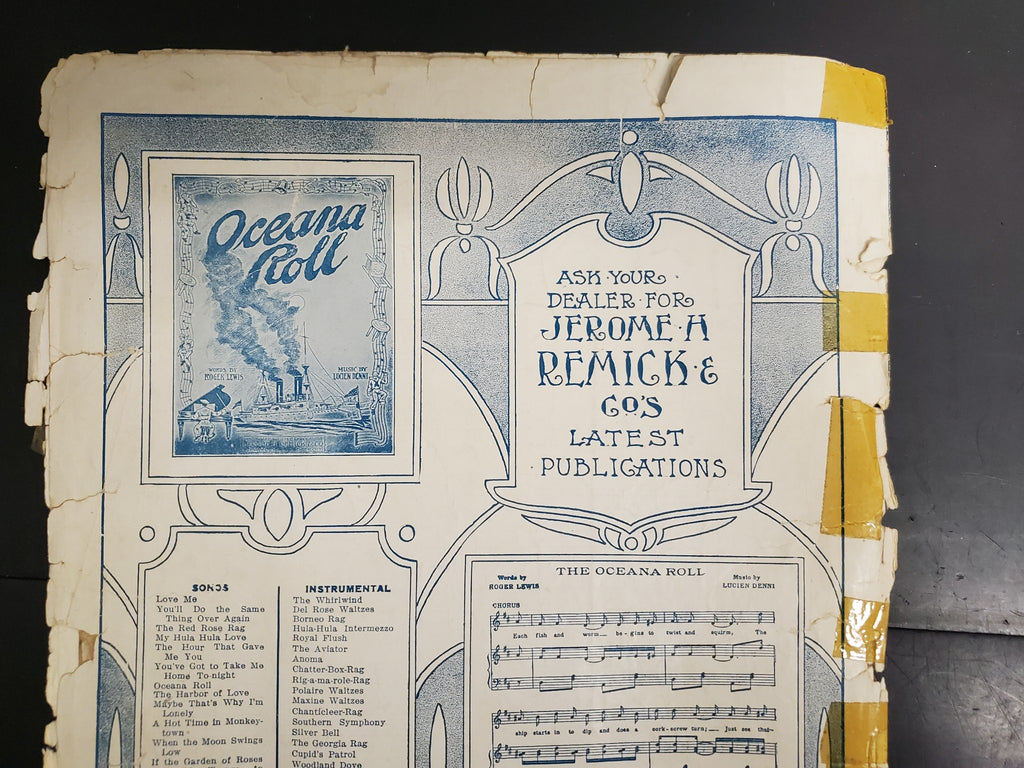 Oceana
Roll
WORDS BY
ROGER LEWIS
MUSIC BY
LUCIEN DENNI
ASK YOUR
DEALER FOR
JEROME H
REMICK &
CO'S
LATEST
PUBLICATIONS
SONGS
Love Me
You'll Do the Same
Thing Over Again
The Red Rose Rag
My Hula Hula Love
The Hour That Gave
Me You
You've Got to Take Me
Home To-night
Oceana Roll
The Harbor of Love
Maybe That's Why I'm
Lonely
A Hot Time in Monkey-
town
When the Moon Swings
Low
If the Garden of Roses
INSTRUMENTAL
The Whirlwind
Del Rose Waltzes
Borneo Rag
Hula-Hula Intermezzo
Royal Flush
The Aviator
Anoma
Chatter-Box-Rag
Rig-a-ma-role-Rag
Polaire Waltzes
Maxine Waltzes
Chanticleer-Rag
Southern Symphony
Silver Bell
The Georgia Rag
Cupid's Patrol
Woodland Dove
THE OCEANA ROLL
Words by
ROGER LEWIS
Music by
LUCIEN DENNI
CHORUS
Each fish and worm be-gins to twist and squirm, The
ship starts in to dip and does a cork-screw turn; Just see that